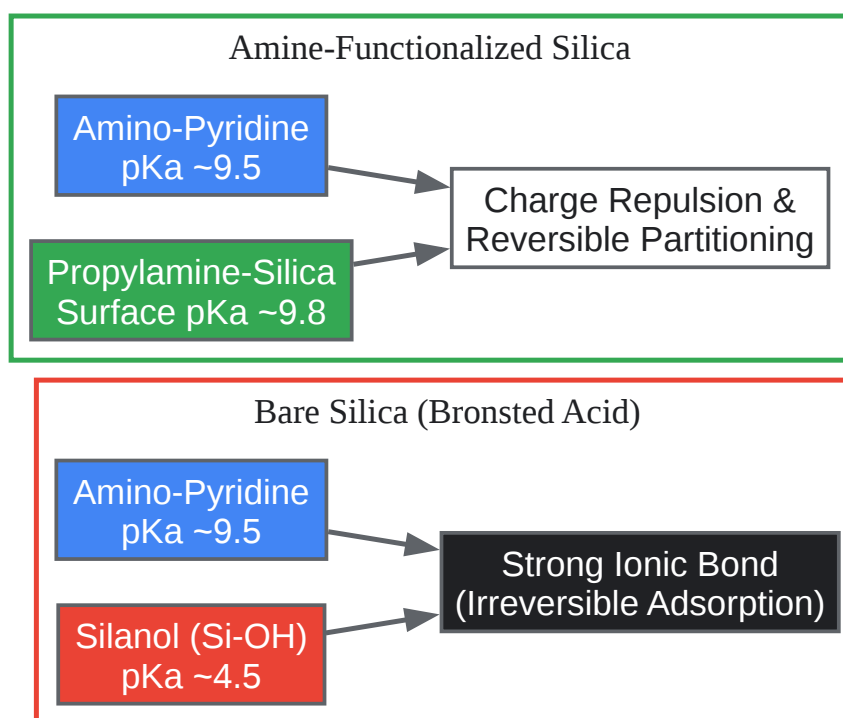 Amine-Functionalized Silica
Amino-Pyridine
pKa ~9.5
Propylamine-Silica
Surface pKa ~9.8
Charge Repulsion &
Reversible Partitioning
Bare Silica (Bronsted Acid)
Amino-Pyridine
pKa ~9.5
Silanol (Si-OH)
pKa ~4.5
Strong Ionic Bond
(Irreversible Adsorption)